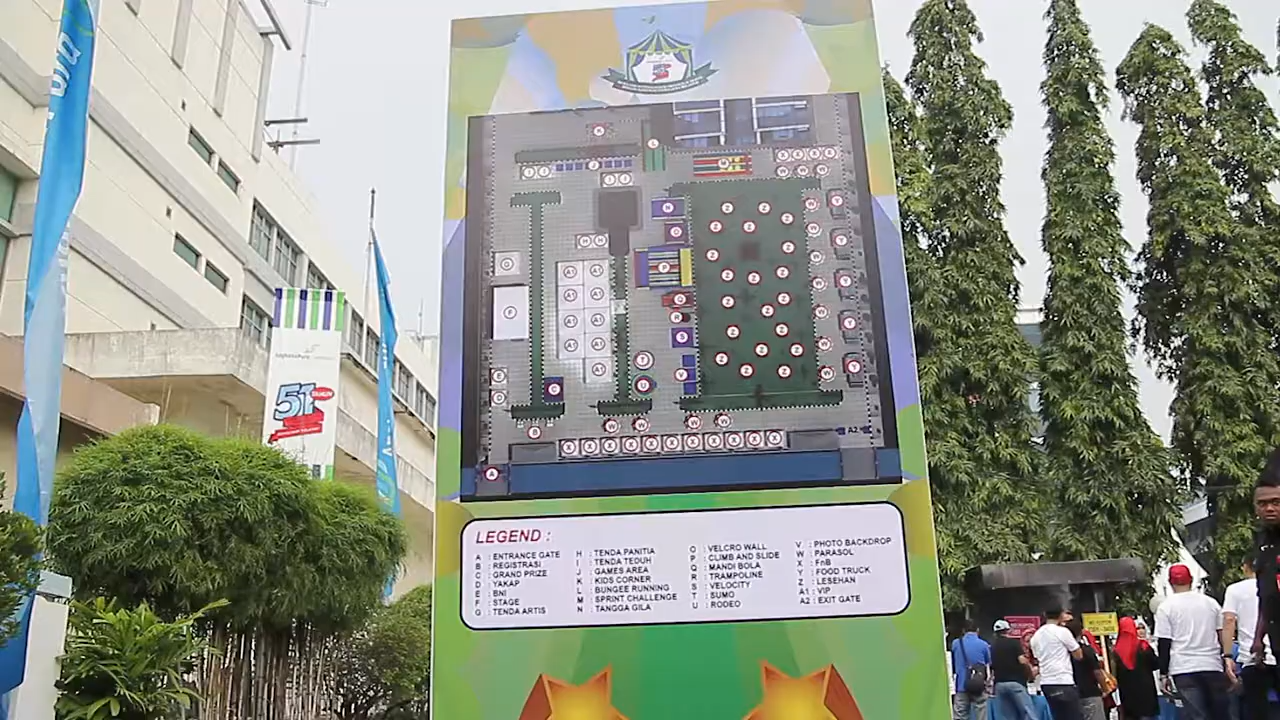 LEGEND :
A : ENTRANCE GATE
B : REGISTRASI
C : GRAND PRIZE
D : YAKAP
E : BNI
F : STAGE
G : TENDA ARTIS
H : TENDA PANITIA
I : TENDA TEDUH
J : GAMES AREA
K : KIDS CORNER
L : BUNGEE RUNNING
M : SPRINT CHALLENGE
N : TANGGA GILA
O : VELCRO WALL
P : CLIMB AND SLIDE
Q : MANDI BOLA
R : TRAMPOLINE
S : VELOCITY
T : SUMO
U : RODEO
V : PHOTO BACKDROP
W : PARASOL
X : FnB
Y : FOOD TRUCK
Z : LESEHAN
A1 : VIP
A2 : EXIT GATE
51 TAHUN